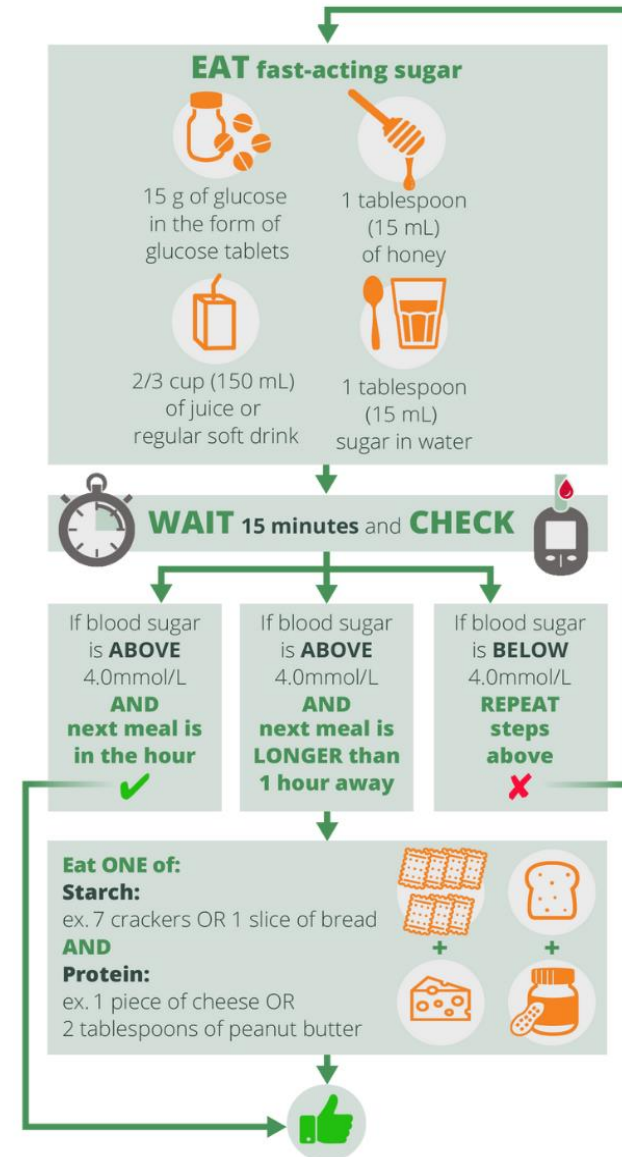 EAT fast-acting sugar
15 g of glucose
in the form of
glucose tablets
1 tablespoon
(15 mL)
of honey
2/3 cup (150 mL)
of juice or
regular soft drink
1 tablespoon
(15 mL)
sugar in water
WAIT 15 minutes and CHECK
If blood sugar
is ABOVE
4.0mmol/L
AND
next meal is
in the hour
If blood sugar
is ABOVE
4.0mmol/L
AND
next meal is
LONGER than
1 hour away
If blood sugar
is BELOW
4.0mmol/L
REPEAT
steps
above
Eat ONE of:
Starch:
ex. 7 crackers OR 1 slice of bread
AND
Protein:
ex. 1 piece of cheese OR
2 tablespoons of peanut butter
+
+